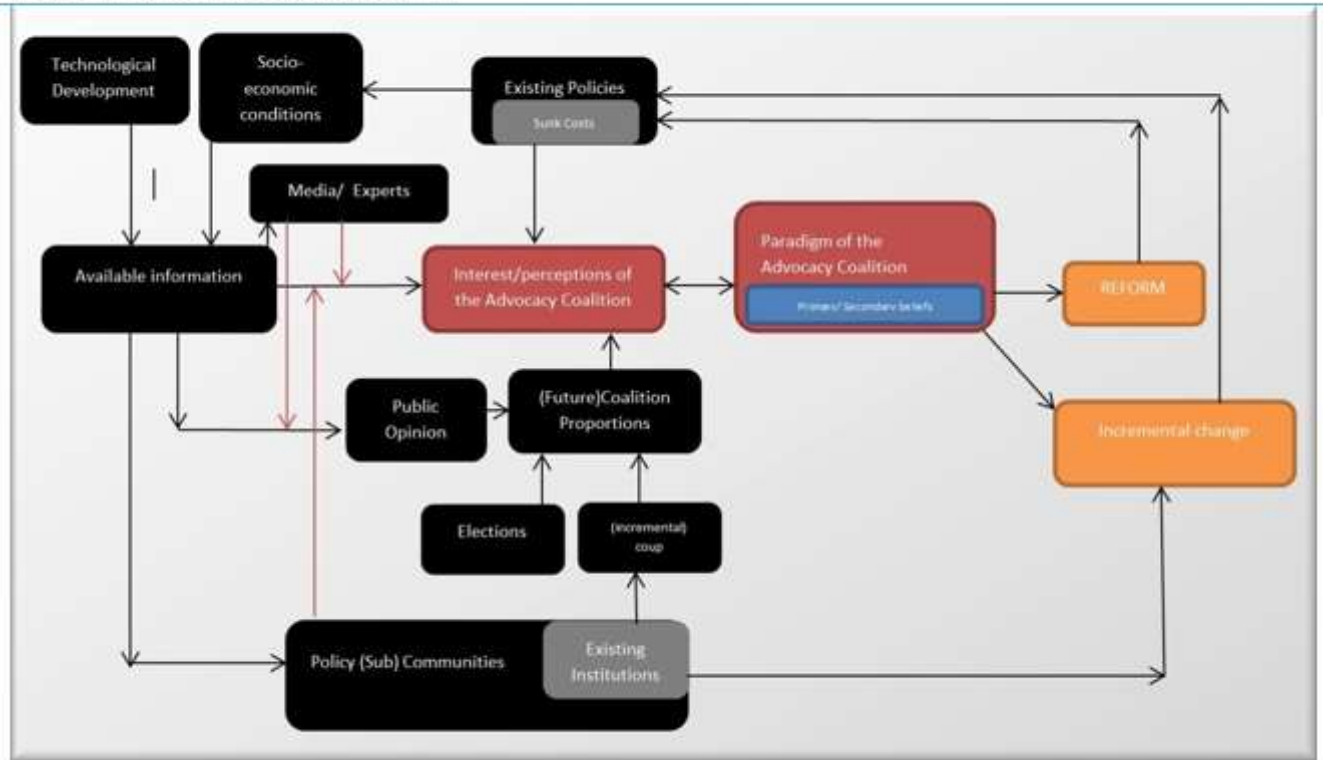 Technological
Development
Socio-
economic
conditions
Existing Policies
Sunk Costs
Media/ Experts
Available information
Interest/perceptions of
the Advocacy Coalition
Paradigm of the
Advocacy Coalition
Primary/ Secondary beliefs
REFORM
Public
Opinion
(Future)Coalition
Proportions
Incremental change
Elections
(incremental)
coup
Policy (Sub) Communities
Existing
Institutions